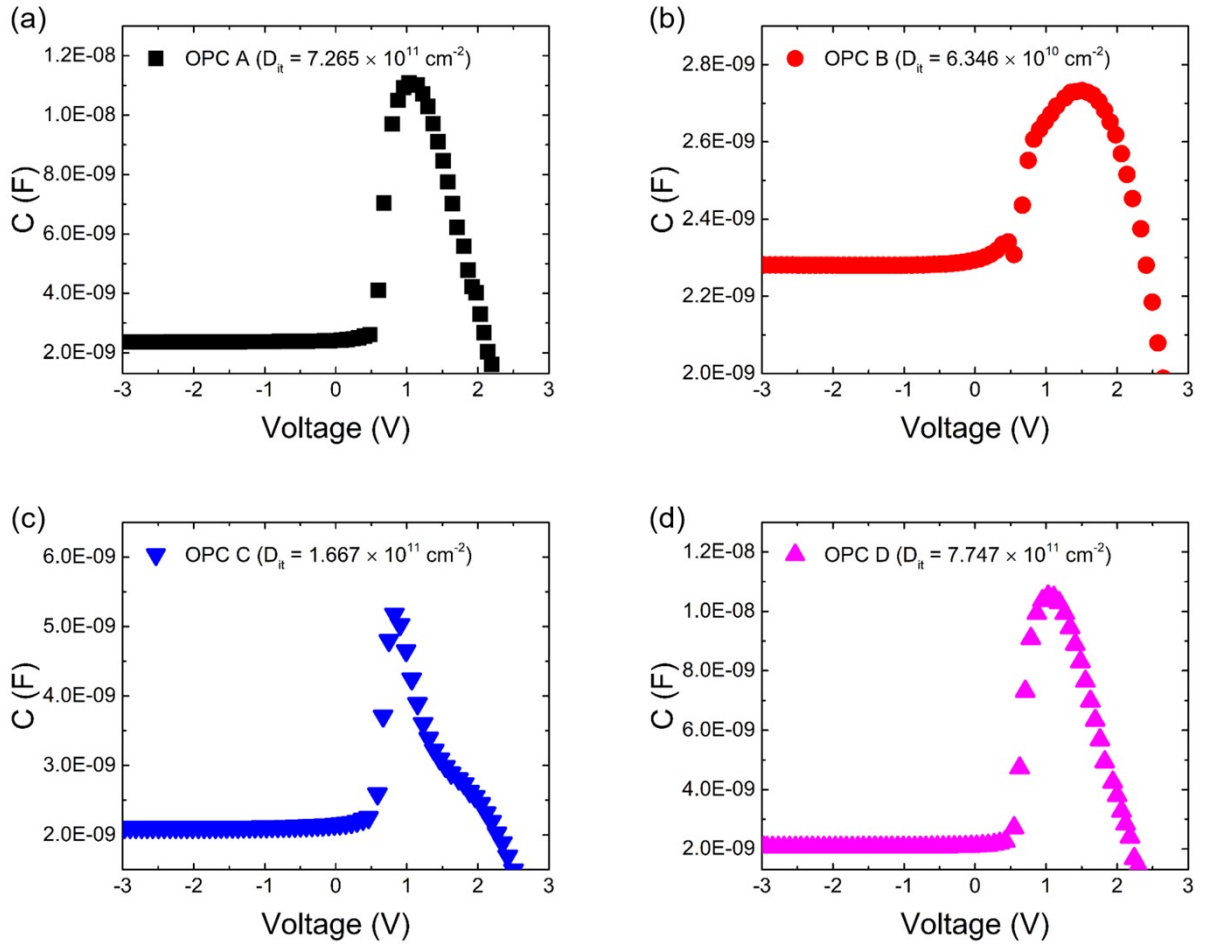 (a)
OPC A (Dit = 7.265 × 10¹¹ cm⁻²)
1.2E-08
1.0E-08
8.0E-09
6.0E-09
4.0E-09
2.0E-09
C (F)
-3 -2 -1 0 1 2 3
Voltage (V)
(b)
OPC B (Dit = 6.346 × 10¹⁰ cm⁻²)
2.8E-09
2.6E-09
2.4E-09
2.2E-09
2.0E-09
C (F)
-3 -2 -1 0 1 2 3
Voltage (V)
(c)
OPC C (Dit = 1.667 × 10¹¹ cm⁻²)
6.0E-09
5.0E-09
4.0E-09
3.0E-09
2.0E-09
C (F)
-3 -2 -1 0 1 2 3
Voltage (V)
(d)
OPC D (Dit = 7.747 × 10¹¹ cm⁻²)
1.2E-08
1.0E-08
8.0E-09
6.0E-09
4.0E-09
2.0E-09
C (F)
-3 -2 -1 0 1 2 3
Voltage (V)